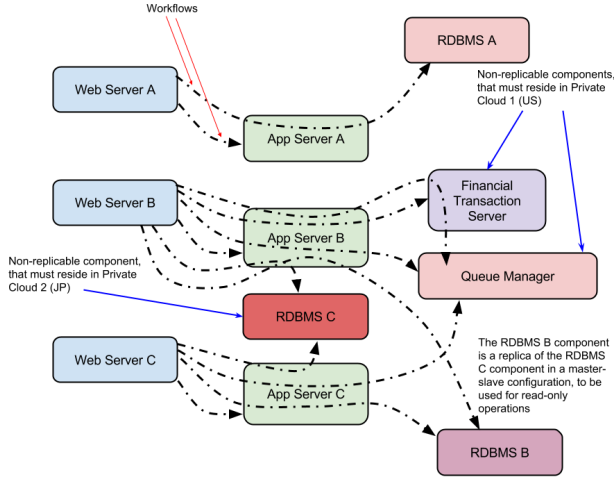 Workflows
RDBMS A
Non-replicable components,
that must reside in Private
Cloud 1 (US)
Web Server A
App Server A
Financial
Transaction
Server
Web Server B
App Server B
Non-replicable component,
that must reside in Private
Cloud 2 (JP)
Queue Manager
RDBMS C
The RDBMS B component
is a replica of the RDBMS
C component in a master-
slave configuration, to be
used for read-only
operations
Web Server C
App Server C
RDBMS B